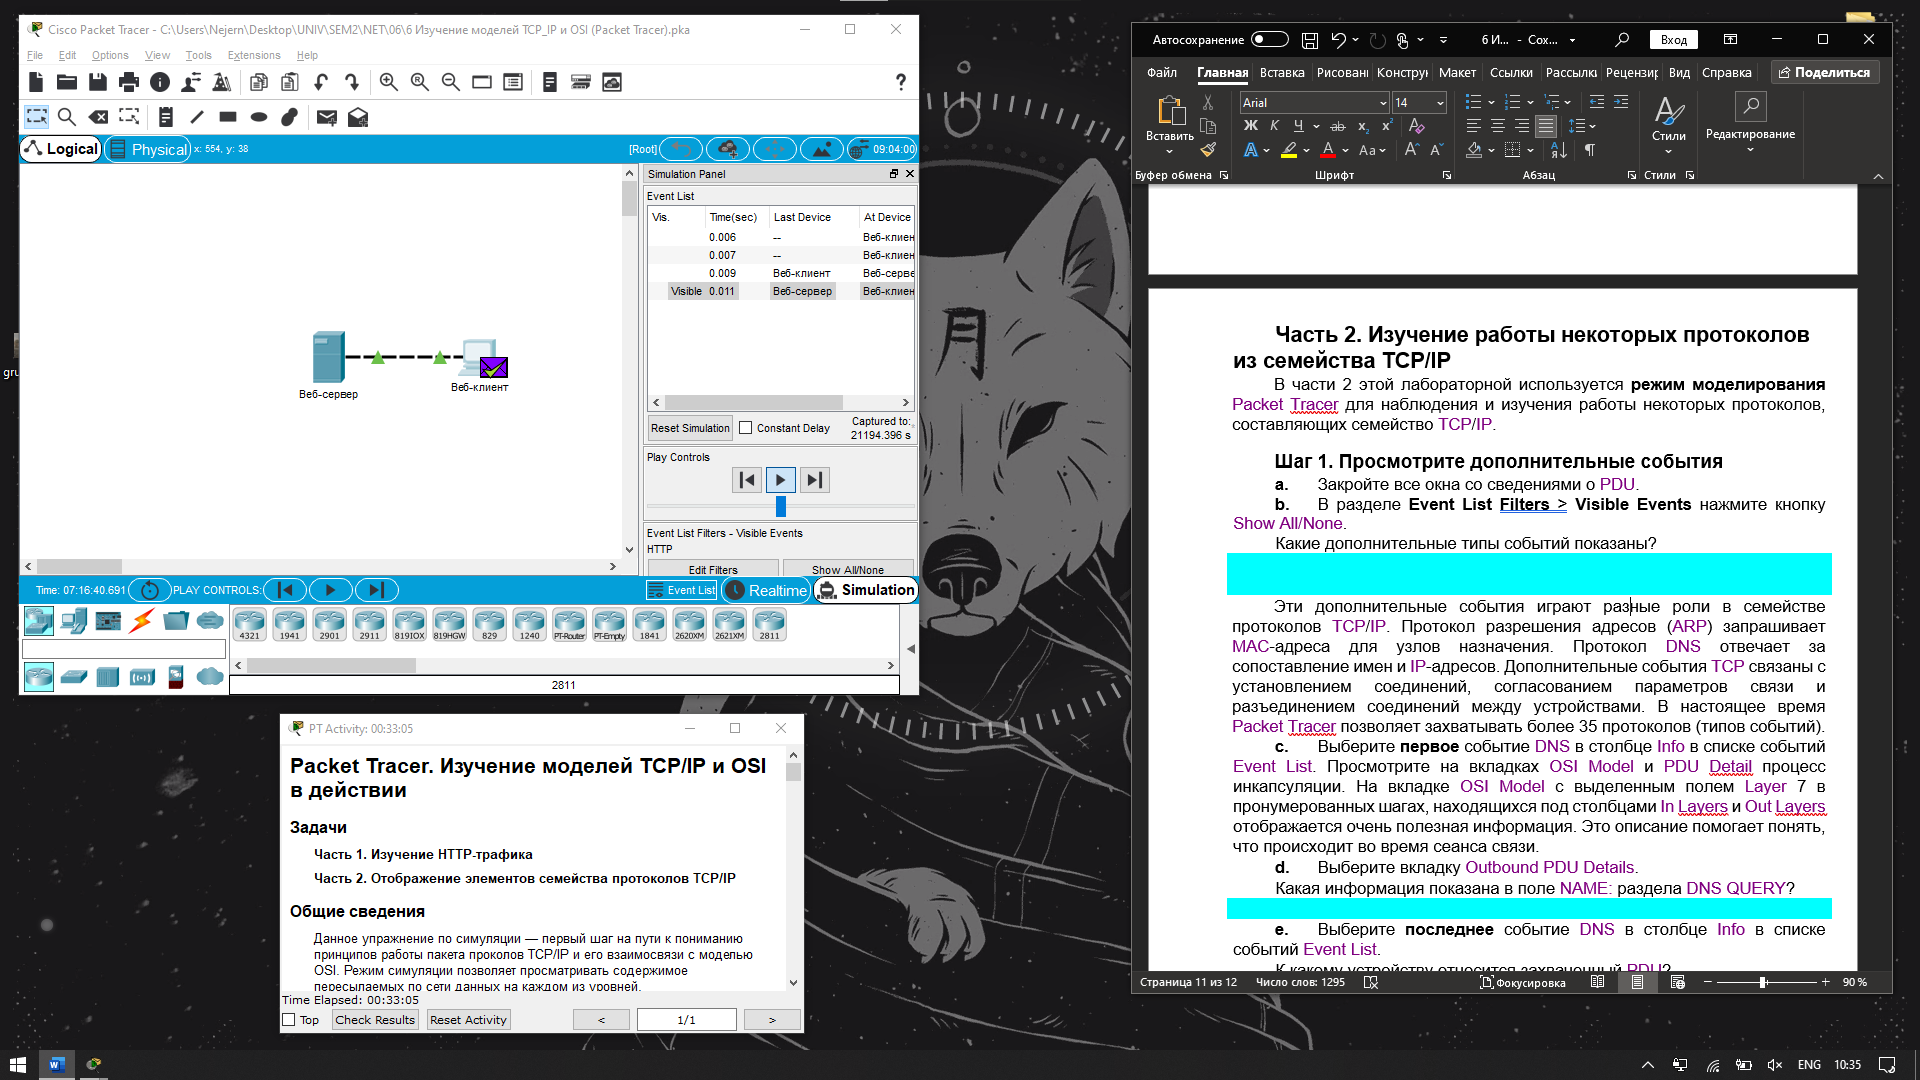 Cisco Packet Tracer - C:\Users\Nejern\Desktop\UNIV\SEM2\NET\06\6 Изучение моделей TCP_IP и OSI (Packet Tracer).pka
File Edit Options View Tools Extensions Help
?
Logical Physical x: 554, y: 38 [Root] 09:04:00
Веб-сервер
Веб-клиент
Simulation Panel
Event List
Vis. Time(sec) Last Device At Device
0.006 -- Веб-клиен
0.007 -- Веб-клиен
0.009 Веб-клиент Веб-серве
Visible 0.011 Веб-сервер Веб-клиен
Reset Simulation Constant Delay Captured to:
21194.396 s
Play Controls
Event List Filters - Visible Events
HTTP
Edit Filters Show All/None
Time: 07:16:40.691 PLAY CONTROLS: Event List Realtime Simulation
4321 1941 2901 2911 819IOX 819HGW 829 1240 PT-Router PT-Empty 1841 2620XM 2621XM 2811
2811
gru
月
PT Activity: 00:33:05
Packet Tracer. Изучение моделей TCP/IP и OSI
в действии
Задачи
Часть 1. Изучение HTTP-трафика
Часть 2. Отображение элементов семейства протоколов TCP/IP
Общие сведения
Данное упражнение по симуляции — первый шаг на пути к пониманию
принципов работы пакета проколов TCP/IP и его взаимосвязи с моделью
OSI. Режим симуляции позволяет просматривать содержимое
пересылаемых по сети данных на каждом из уровней.
Time Elapsed: 00:33:05
Top Check Results Reset Activity < 1/1 >
Автосохранение 6 И... - Сох... Вход
Файл Главная Вставка Рисовані Конструк Макет Ссылки Рассылкı Рецензир Вид Справка Поделиться
Arial 14
Вставить
Ж К Ч ab x₂ x²
A A Aa A A
Стили Редактирование
Буфер обмена Шрифт Абзац Стили
Часть 2. Изучение работы некоторых протоколов
из семейства TCP/IP
В части 2 этой лабораторной используется режим моделирования
Packet Tracer для наблюдения и изучения работы некоторых протоколов,
составляющих семейство TCP/IP.
Шаг 1. Просмотрите дополнительные события
a. Закройте все окна со сведениями о PDU.
b. В разделе Event List Filters > Visible Events нажмите кнопку
Show All/None.
Какие дополнительные типы событий показаны?
Эти дополнительные события играют разные роли в семействе
протоколов TCP/IP. Протокол разрешения адресов (ARP) запрашивает
MAC-адреса для узлов назначения. Протокол DNS отвечает за
сопоставление имен и IP-адресов. Дополнительные события TCP связаны с
установлением соединений, согласованием параметров связи и
разъединением соединений между устройствами. В настоящее время
Packet Tracer позволяет захватывать более 35 протоколов (типов событий).
c. Выберите первое событие DNS в столбце Info в списке событий
Event List. Просмотрите на вкладках OSI Model и PDU Detail процесс
инкапсуляции. На вкладке OSI Model с выделенным полем Layer 7 в
пронумерованных шагах, находящихся под столбцами In Layers и Out Layers
отображается очень полезная информация. Это описание помогает понять,
что происходит во время сеанса связи.
d. Выберите вкладку Outbound PDU Details.
Какая информация показана в поле NAME: раздела DNS QUERY?
e. Выберите последнее событие DNS в столбце Info в списке
событий Event List.
К какому устройству относится захваченный PDU?
Страница 11 из 12 Число слов: 1295 Фокусировка 90 %
ENG 10:35